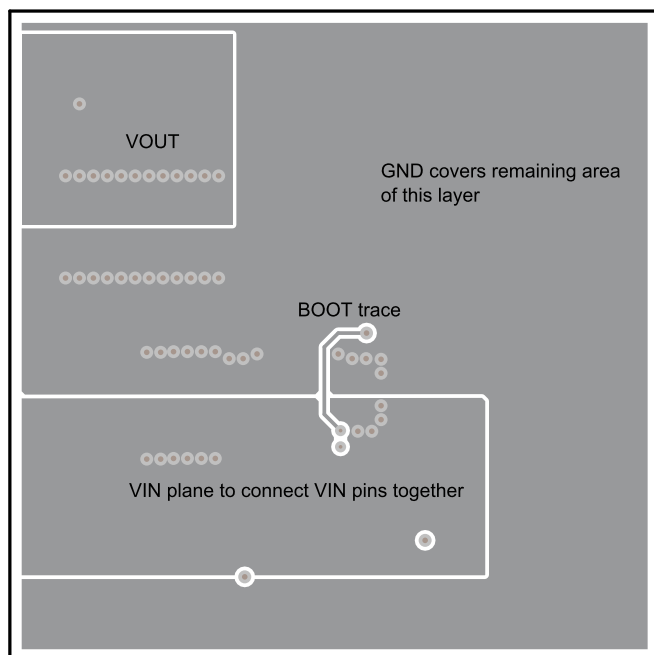 VOUT
GND covers remaining area
of this layer
BOOT trace
VIN plane to connect VIN pins together